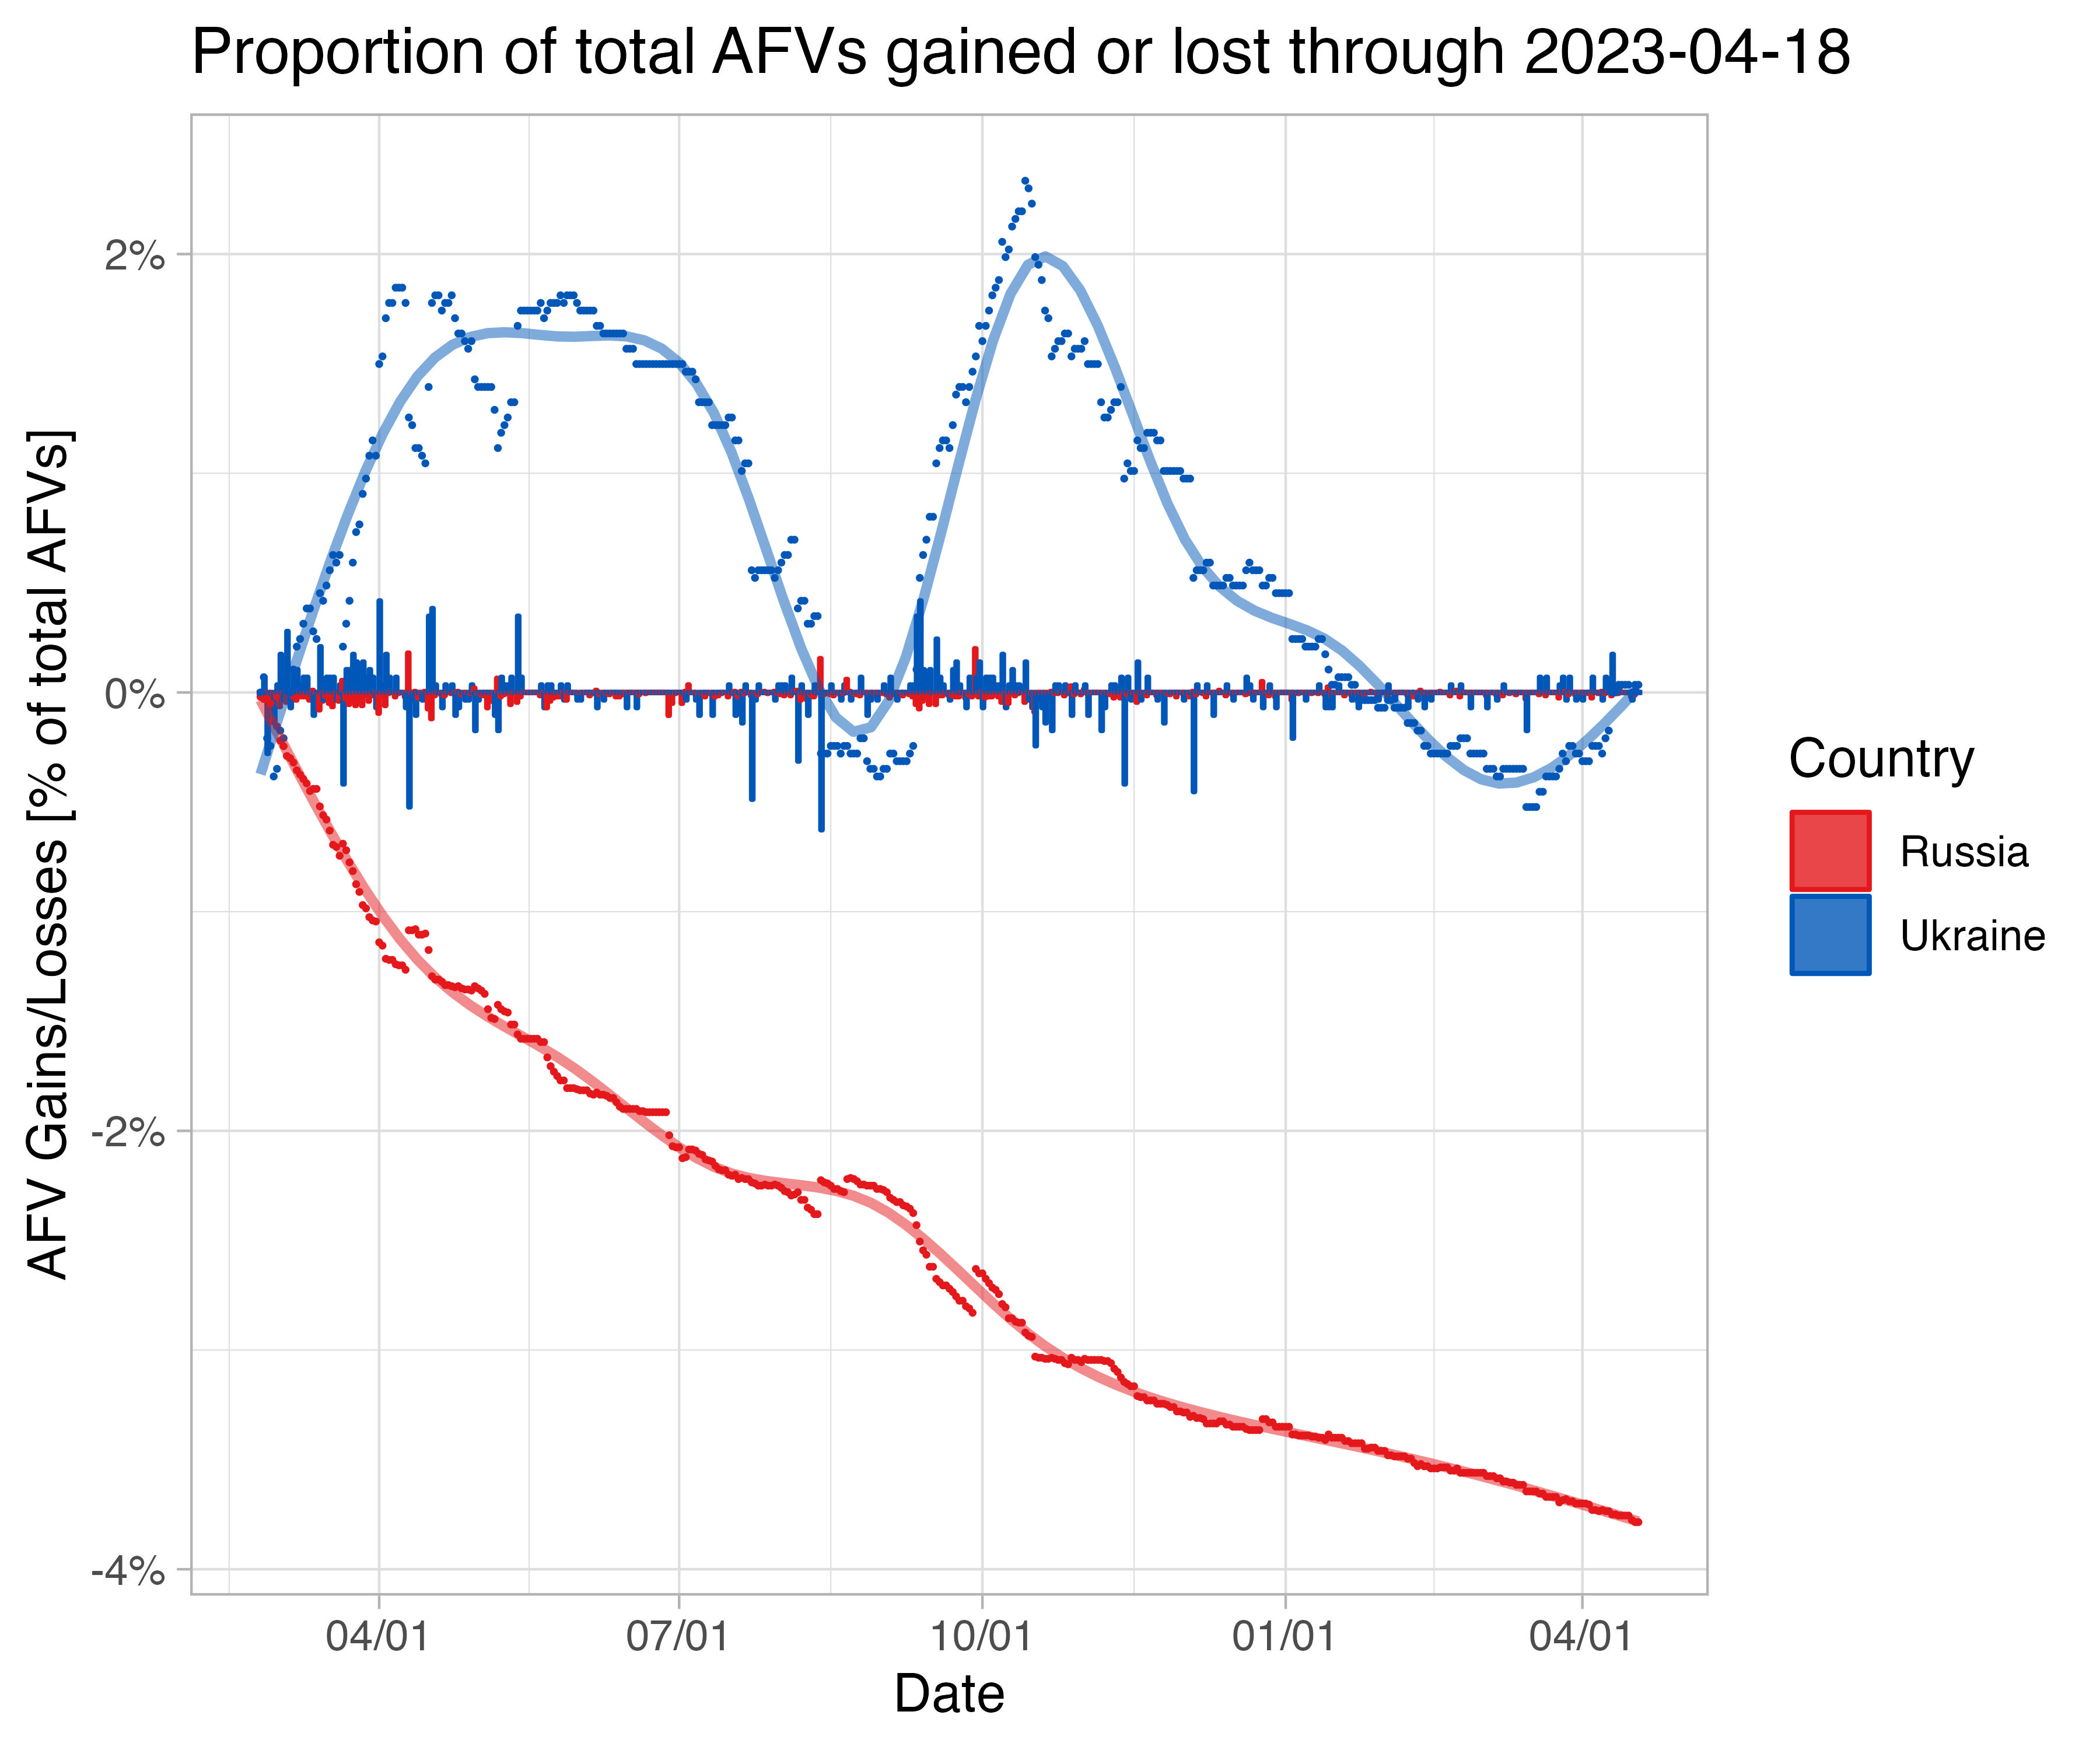 Proportion of total AFVs gained or lost through 2023-04-18
AFV Gains/Losses [% of total AFVs]
2%
0%
-2%
-4%
04/01
07/01
10/01
01/01
04/01
Date
Country
Russia
Ukraine